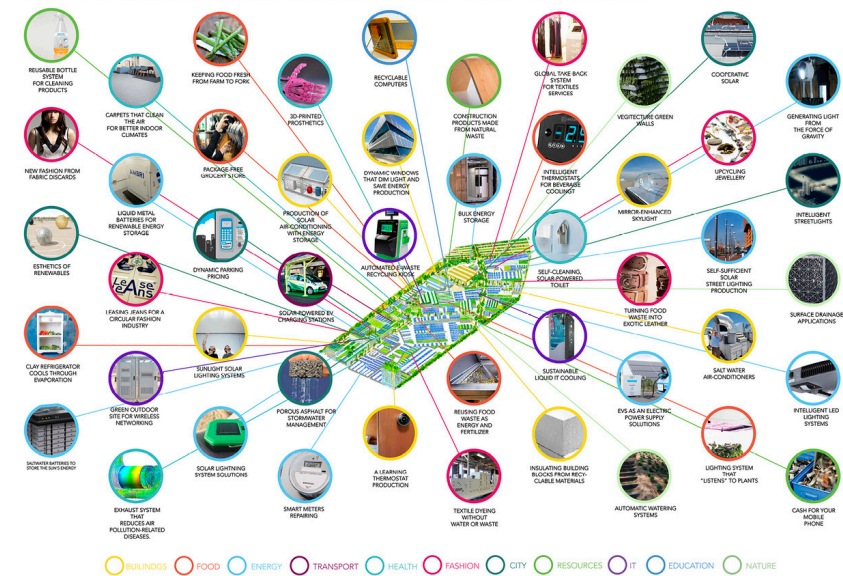 REUSABLE BOTTLE
SYSTEM
FOR CLEANING
PRODUCTS
CARPETS THAT CLEAN
THE AIR
FOR BETTER INDOOR
CLIMATES
KEEPING FOOD FRESH
FROM FARM TO FORK
3D-PRINTED
PROSTHETICS
RECYCLABLE
COMPUTERS
CONSTRUCTION
PRODUCTS MADE
FROM NATURAL
WASTE
GLOBAL TAKE-BACK
SYSTEM
FOR TEXTILES
SERVICES
VEGITECTURE GREEN
WALLS
COOPERATIVE
SOLAR
GENERATING LIGHT
FROM
THE FORCE OF
GRAVITY
NEW FASHION FROM
FABRIC DISCARDS
AMBRI
LIQUID METAL
BATTERIES FOR
RENEWABLE ENERGY
STORAGE
PACKAGE-FREE
GROCERY STORE
PRODUCTION OF
SOLAR
AIR-CONDITIONING
WITH ENERGY
STORAGE
DYNAMIC WINDOWS
THAT DIM LIGHT AND
SAVE ENERGY
PRODUCTION
BULK ENERGY
STORAGE
INTELLIGENT
THERMOSTATS
FOR BEVERAGE
COOLINGT
MIRROR-ENHANCED
SKYLIGHT
UPCYCLING
JEWELLERY
INTELLIGENT
STREETLIGHTS
ESTHETICS OF
RENEWABLES
DYNAMIC PARKING
PRICING
AUTOMATED E-WASTE
RECYCLING KIOSK
SELF-CLEANING,
SOLAR-POWERED
TOILET
SELF-SUFFICIENT
SOLAR
STREET LIGHTING
PRODUCTION
LeAse
JeAns
LEASING JEANS FOR A
CIRCULAR FASHION
INDUSTRY
SOLAR-POWERED EV
CHARGING STATIONS
TURNING FOOD
WASTE INTO
EXOTIC LEATHER
SURFACE DRAINAGE
APPLICATIONS
CLAY REFRIGERATOR
COOLS THROUGH
EVAPORATION
SUNLIGHT SOLAR
LIGHTING SYSTEMS
SUSTAINABLE
LIQUID IT COOLING
SALT WATER
AIR-CONDITIONERS
GREEN OUTDOOR
SITE FOR WIRELESS
NETWORKING
POROUS ASPHALT FOR
STORMWATER
MANAGEMENT
REUSING FOOD
WASTE AS
ENERGY AND
FERTILIZER
EVS AS AN ELECTRIC
POWER SUPPLY
SOLUTIONS
INTELLIGENT LED
LIGHTING
SYSTEMS
SALTWATER BATTERIES TO
STORE THE SUN'S ENERGY
SOLAR LIGHTNING
SYSTEM SOLUTIONS
A LEARNING
THERMOSTAT
PRODUCTION
INSULATING BUILDING
BLOCKS FROM RECY-
CLABLE MATERIALS
LIGHTING SYSTEM
THAT
"LISTENS" TO PLANTS
EXHAUST SYSTEM
THAT
REDUCES AIR
POLLUTION-RELATED
DISEASES.
SMART METERS
REPAIRING
TEXTILE DYEING
WITHOUT
WATER OR WASTE
AUTOMATIC WATERING
SYSTEMS
CASH FOR YOUR
MOBILE
PHONE
BUILUNDGS
FOOD
ENERGY
TRANSPORT
HEALTH
FASHION
CITY
RESOURCES
IT
EDUCATION
NATURE